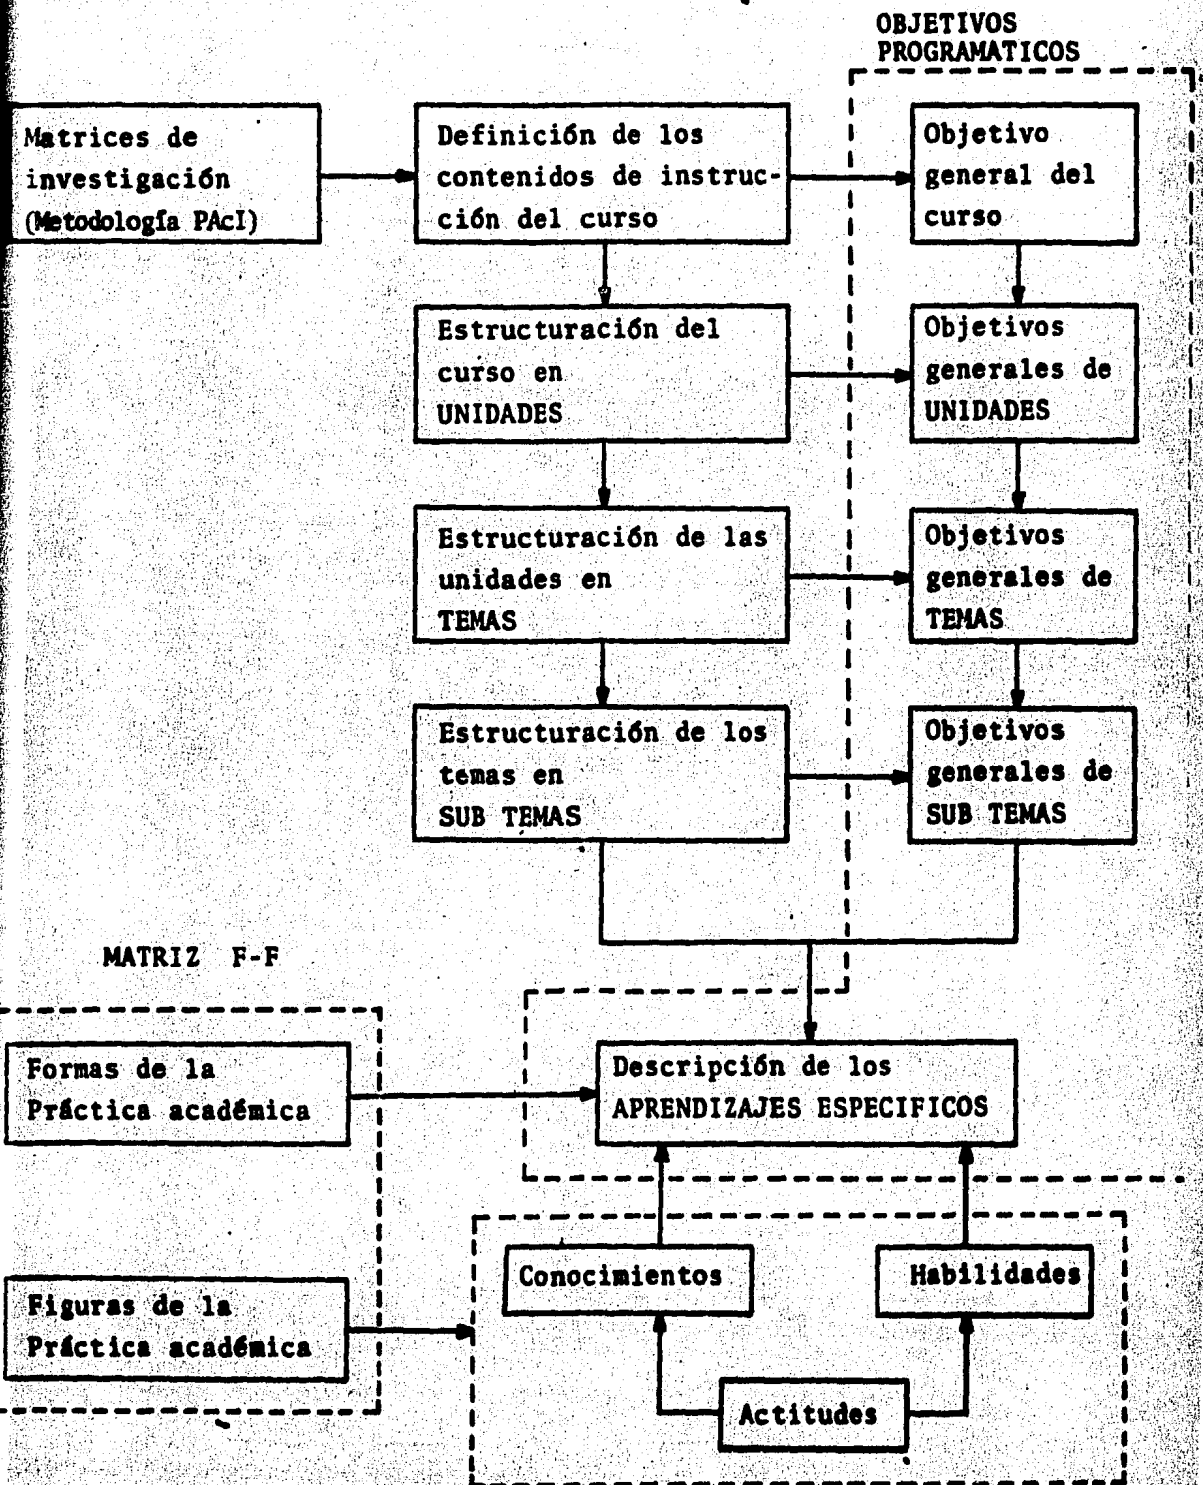 OBJETIVOS
PROGRAMATICOS
Matrices de
investigación
(Metodología PAcI)
Definición de los
contenidos de instruc-
ción del curso
Objetivo
general del
curso
Estructuración del
curso en
UNIDADES
Objetivos
generales de
UNIDADES
Estructuración de las
unidades en
TEMAS
Objetivos
generales de
TEMAS
Estructuración de los
temas en
SUB TEMAS
Objetivos
generales de
SUB TEMAS
MATRIZ F-F
Formas de la
Práctica académica
Descripción de los
APRENDIZAJES ESPECIFICOS
Figuras de la
Práctica académica
Conocimientos
Habilidades
Actitudes